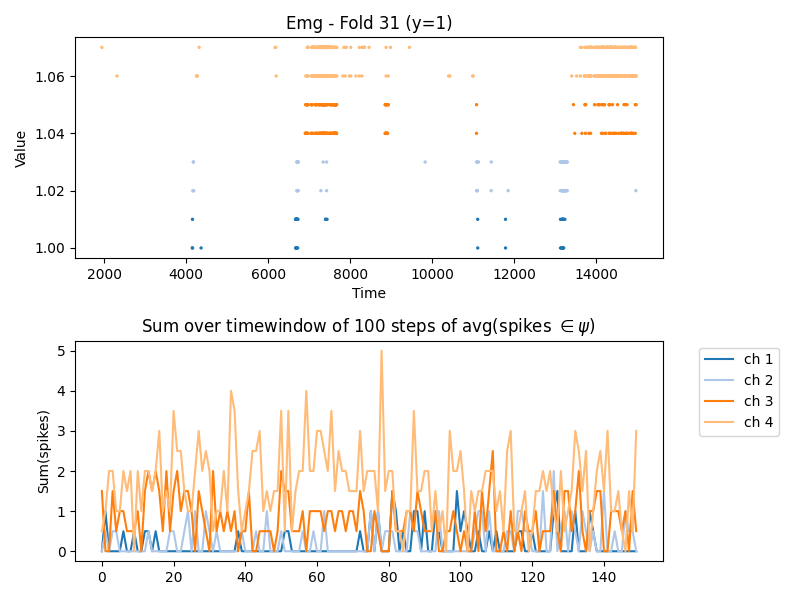 Emg - Fold 31 (y=1)
Value
1.06
1.04
1.02
1.00
2000 4000 6000 8000 10000 12000 14000
Time
Sum over timewindow of 100 steps of avg(spikes ∈ψ)
Sum(spikes)
5
4
3
2
1
0
0 20 40 60 80 100 120 140
ch 1
ch 2
ch 3
ch 4